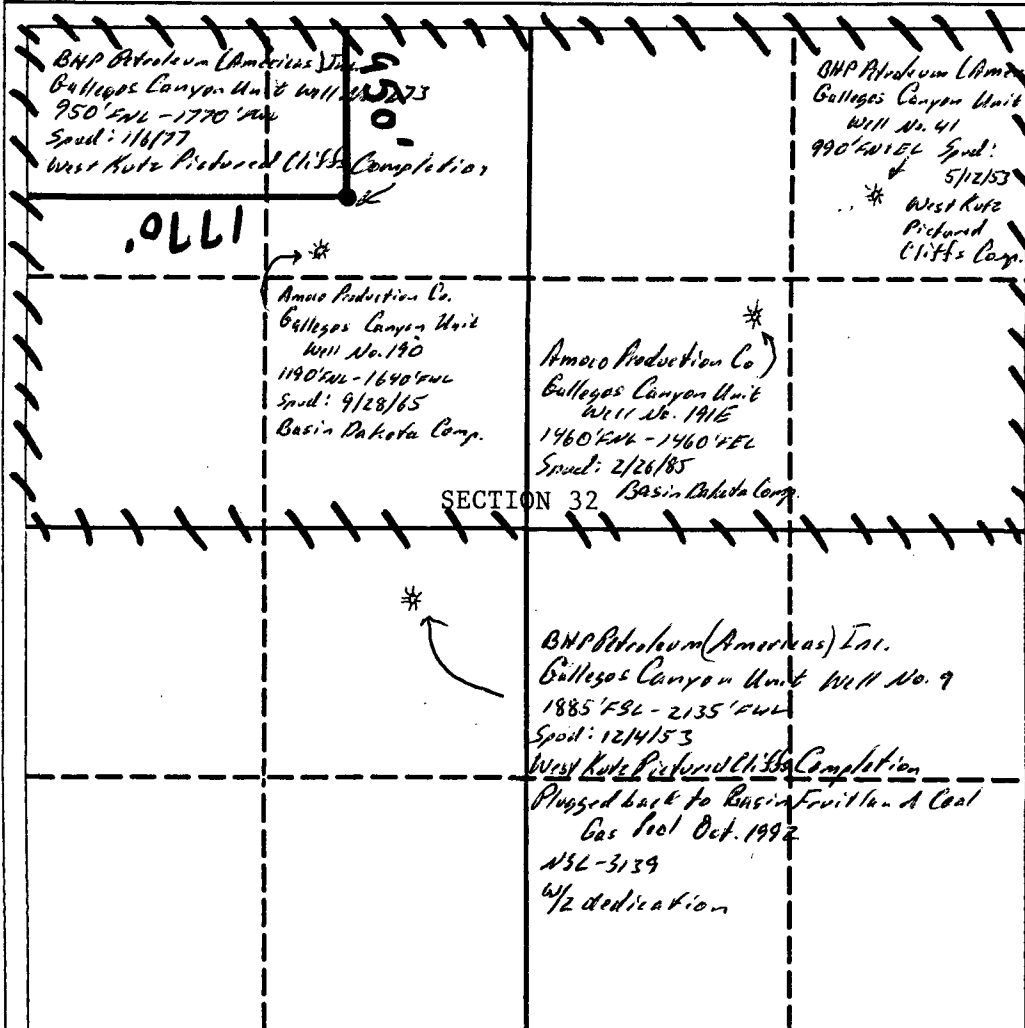 BHP Petroleum (Americas) Inc.
Gallegos Canyon Unit Well No. 273
950' FNL - 1770' FWL
Spud: 1/6/77
West Kutz Pictured Cliffs Completion
950'
1770'
BHP Petroleum (Amer
Gallegos Canyon Unit
Well No. 41
990' FN&EL Spud:
5/12/53
West Kutz
Pictured
Cliffs Comp.
Amoco Production Co.
Gallegos Canyon Unit
Well No. 190
1190' FNL - 1640' FWL
Spud: 9/28/65
Basin Dakota Comp.
Amoco Production Co
Gallegos Canyon Unit
Well No. 191E
1460' FNL - 1460' FEL
Spud: 2/26/85
Basin Dakota Comp.
SECTION 32
BHP Petroleum (Americas) Inc.
Gallegos Canyon Unit Well No. 9
1885' FSL - 2135' FWL
Spud: 12/4/53
West Kutz Pictured Cliffs Completion
Plugged back to Basin Fruitland Coal
Gas Pool Oct. 1992
NSL-3139
W/2 dedication